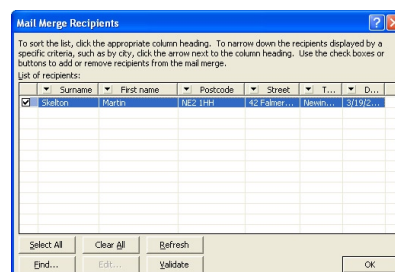 Mail Merge Recipients
To sort the list, click the appropriate column heading. To narrow down the recipients displayed by a
specific criteria, such as by city, click the arrow next to the column heading. Use the check boxes or
buttons to add or remove recipients from the mail merge.
List of recipients:
Surname First name Postcode Street T... D...
Skelton Martin NE2 1HH 42 Falmer... Newin... 3/19/2...
Select All Clear All Refresh
Find... Edit... Validate OK